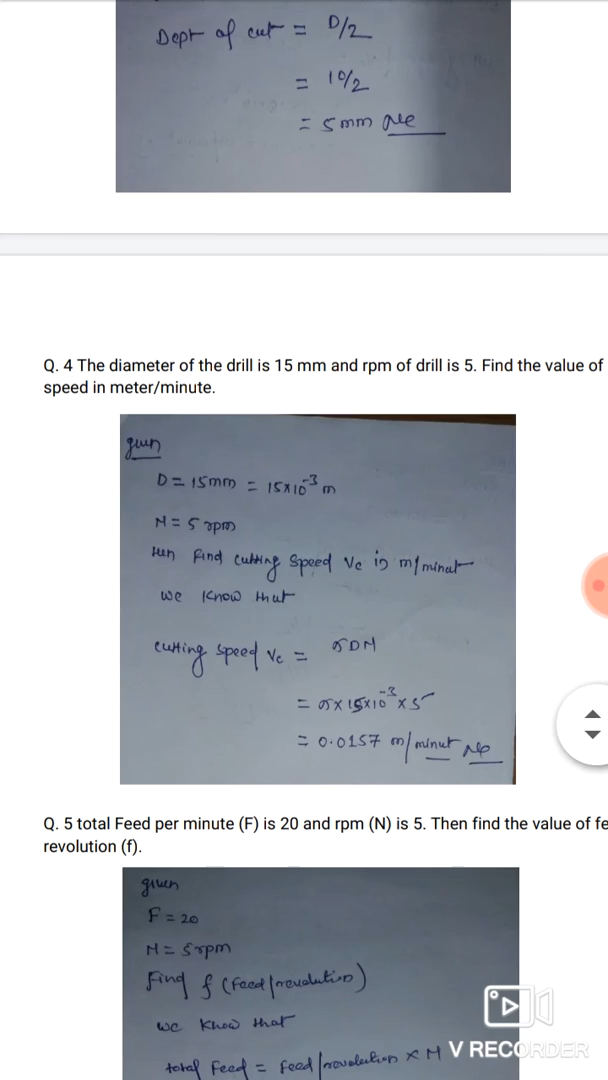 Dept of cut = D/2
= 10/2
= 5 mm
Q. 4 The diameter of the drill is 15 mm and rpm of drill is 5. Find the value of
speed in meter/minute.
given
D = 15mm = 15×10⁻³ m
N = 5 rpm
find cutting speed Vc in m/minut
we know that
cutting speed Vc = πDN
= π×15×10⁻³×5
= 0.0157 m/minut
Q. 5 total Feed per minute (F) is 20 and rpm (N) is 5. Then find the value of fe
revolution (f).
given
F = 20
N = 5 rpm
Find f (feed/revolution)
we know that
total feed = feed/revolution × N
V RECORDER